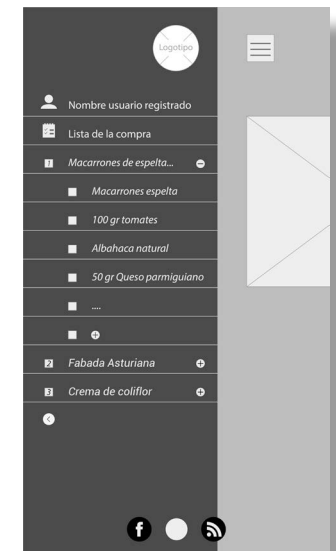 Logotipo
Nombre usuario registrado
Lista de la compra
1 Macarrones de espelta...
Macarrones espelta
100 gr tomates
Albahaca natural
50 gr Queso parmiguiano
....
2 Fabada Asturiana
3 Crema de coliflor
f